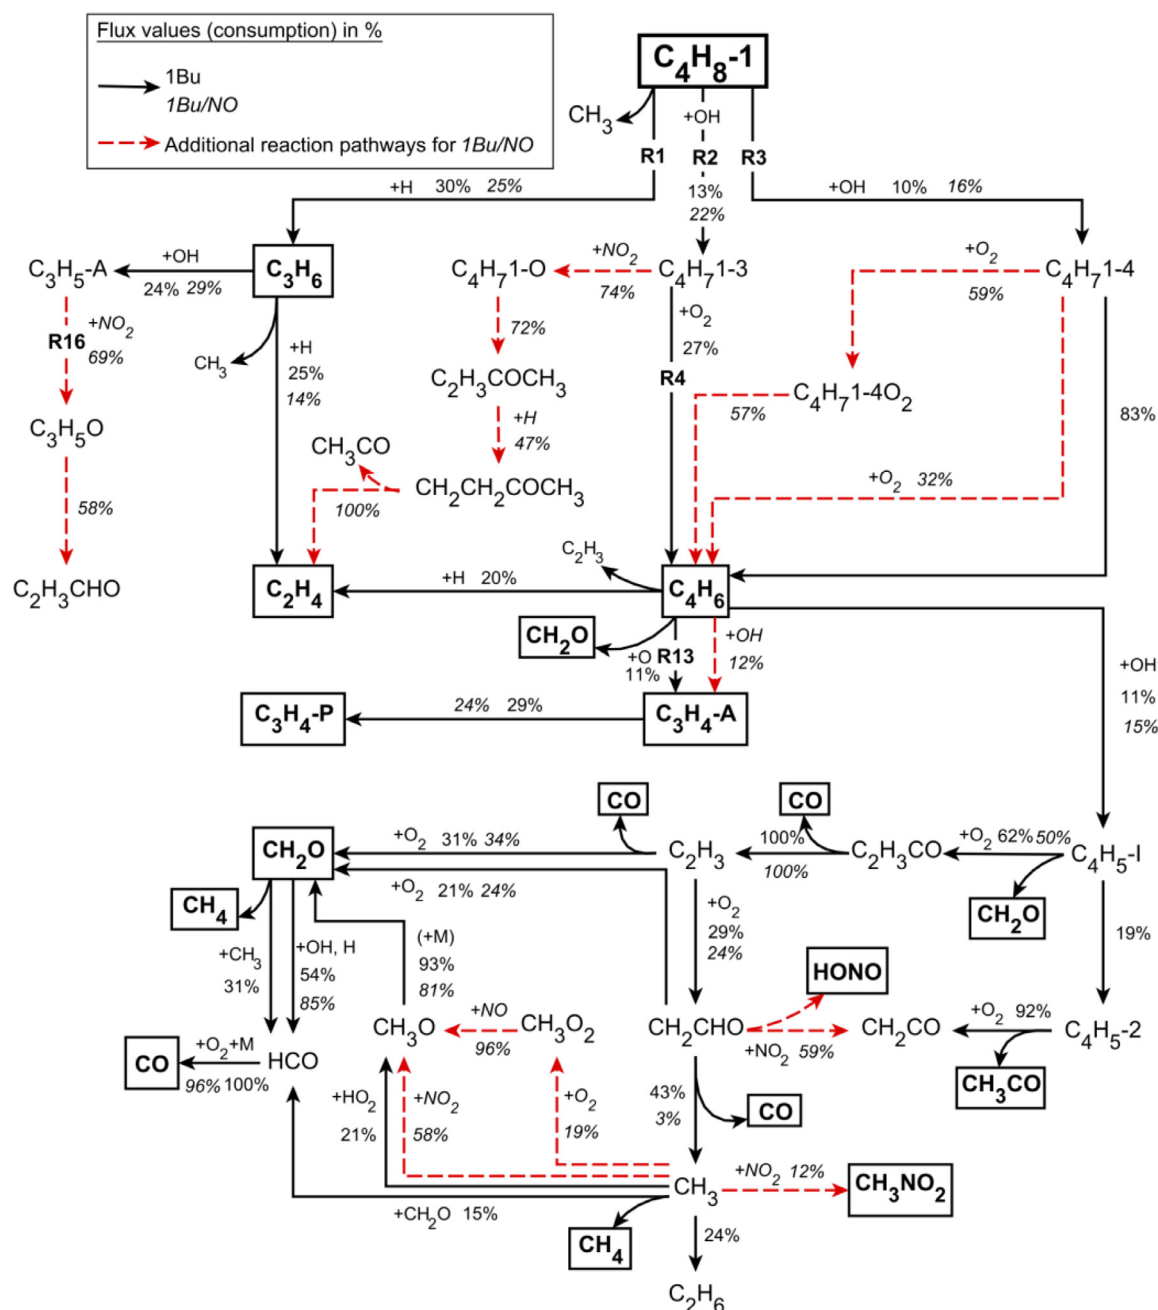 Flux values (consumption) in %
1Bu
1Bu/NO
Additional reaction pathways for 1Bu/NO
C4H8-1
CH3
+OH
R1 R2 R3
+H 30% 25%
13%
22%
+OH 10% 16%
C3H5-A
+OH
24% 29%
C3H6
C4H71-O
+NO2
74%
C4H71-3
+O2
59%
C4H71-4
+NO2
R16
69%
CH3
+H
25%
14%
72%
+O2
27%
R4
C2H3COCH3
57%
C4H71-4O2
83%
C3H5O
+H
47%
CH3CO
CH2CH2COCH3
100%
+O2 32%
58%
C2H3CHO
C2H4
+H 20%
C2H3
C4H6
CH2O
+O R13
11%
+OH
12%
+OH
11%
15%
C3H4-P
24% 29%
C3H4-A
CO
CO
CH2O
+O2 31% 34%
C2H3
100%
100%
C2H3CO
+O2 62% 50%
C4H5-I
+O2 21% 24%
CH4
CH2O
+CH3
31%
+OH, H
54%
85%
(+M)
93%
81%
+O2
29%
24%
HONO
19%
CH3O
+NO
96%
CH3O2
CH2CHO
+NO2 59%
CH2CO
+O2 92%
C4H5-2
CO
+O2+M
96% 100%
HCO
CH3CO
+HO2
21%
+NO2
58%
+O2
19%
43%
3%
CO
CH3
+NO2 12%
CH3NO2
+CH2O 15%
CH4
24%
C2H6